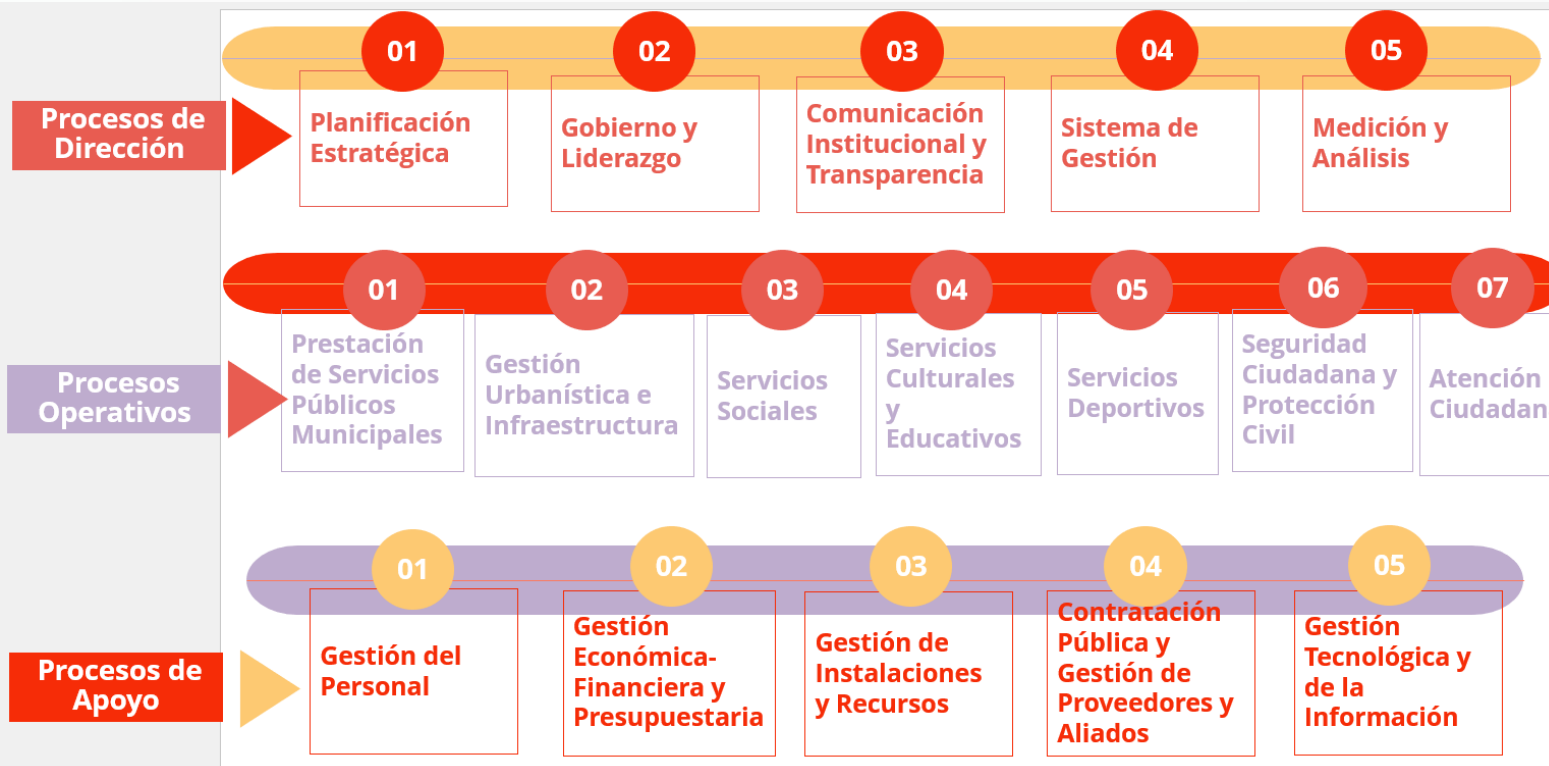 Procesos de
Dirección
01
Planificación
Estratégica
02
Gobierno y
Liderazgo
03
Comunicación
Institucional y
Transparencia
04
Sistema de
Gestión
05
Medición y
Análisis
Procesos
Operativos
01
Prestación
de Servicios
Públicos
Municipales
02
Gestión
Urbanística e
Infraestructura
03
Servicios
Sociales
04
Servicios
Culturales
y
Educativos
05
Servicios
Deportivos
06
Seguridad
Ciudadana y
Protección
Civil
07
Atención
Ciudadan
Procesos de
Apoyo
01
Gestión del
Personal
02
Gestión
Económica-
Financiera y
Presupuestaria
03
Gestión de
Instalaciones
y Recursos
04
Contratación
Pública y
Gestión de
Proveedores y
Aliados
05
Gestión
Tecnológica y
de la
Información